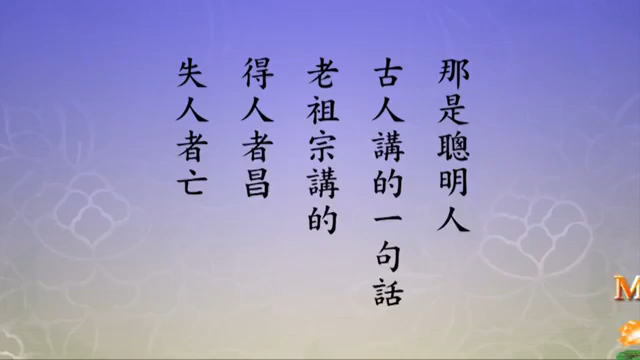 那是聰明人
古人講的一句話
老祖宗講的
得人者昌
失人者亡
M